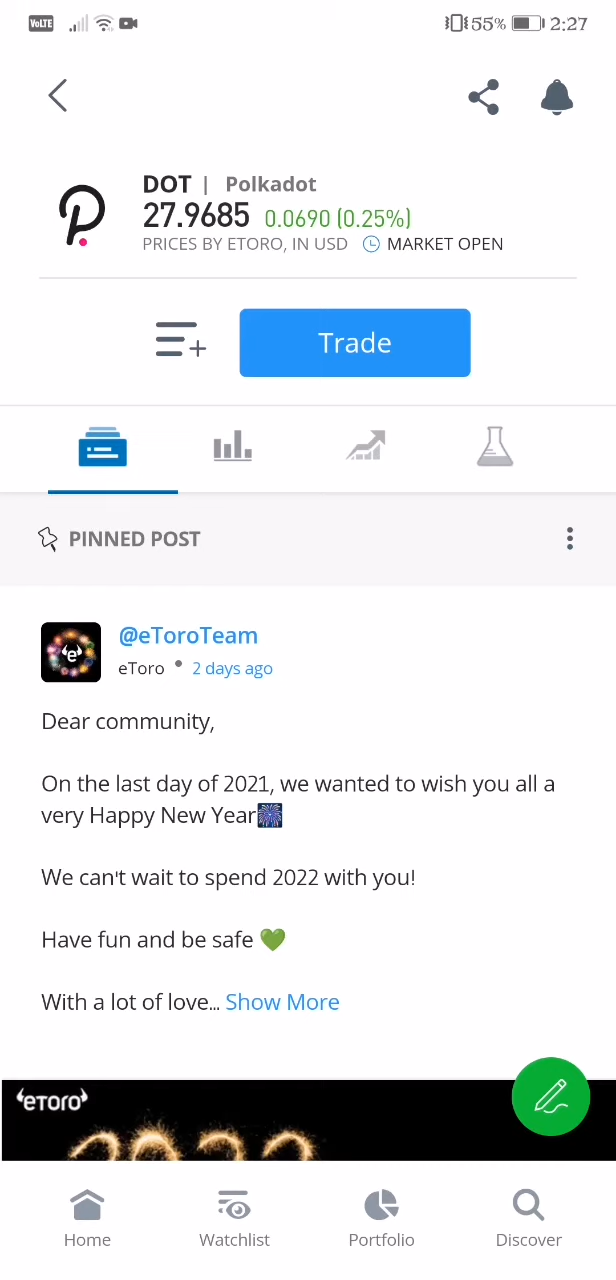 VoLTE 55% 2:27
DOT | Polkadot
27.9685 0.0690 (0.25%)
PRICES BY ETORO, IN USD MARKET OPEN
Trade
PINNED POST
@eToroTeam
eToro • 2 days ago
Dear community,
On the last day of 2021, we wanted to wish you all a
very Happy New Year🎆
We can't wait to spend 2022 with you!
Have fun and be safe 💚
With a lot of love... Show More
eToro
2022
Home Watchlist Portfolio Discover